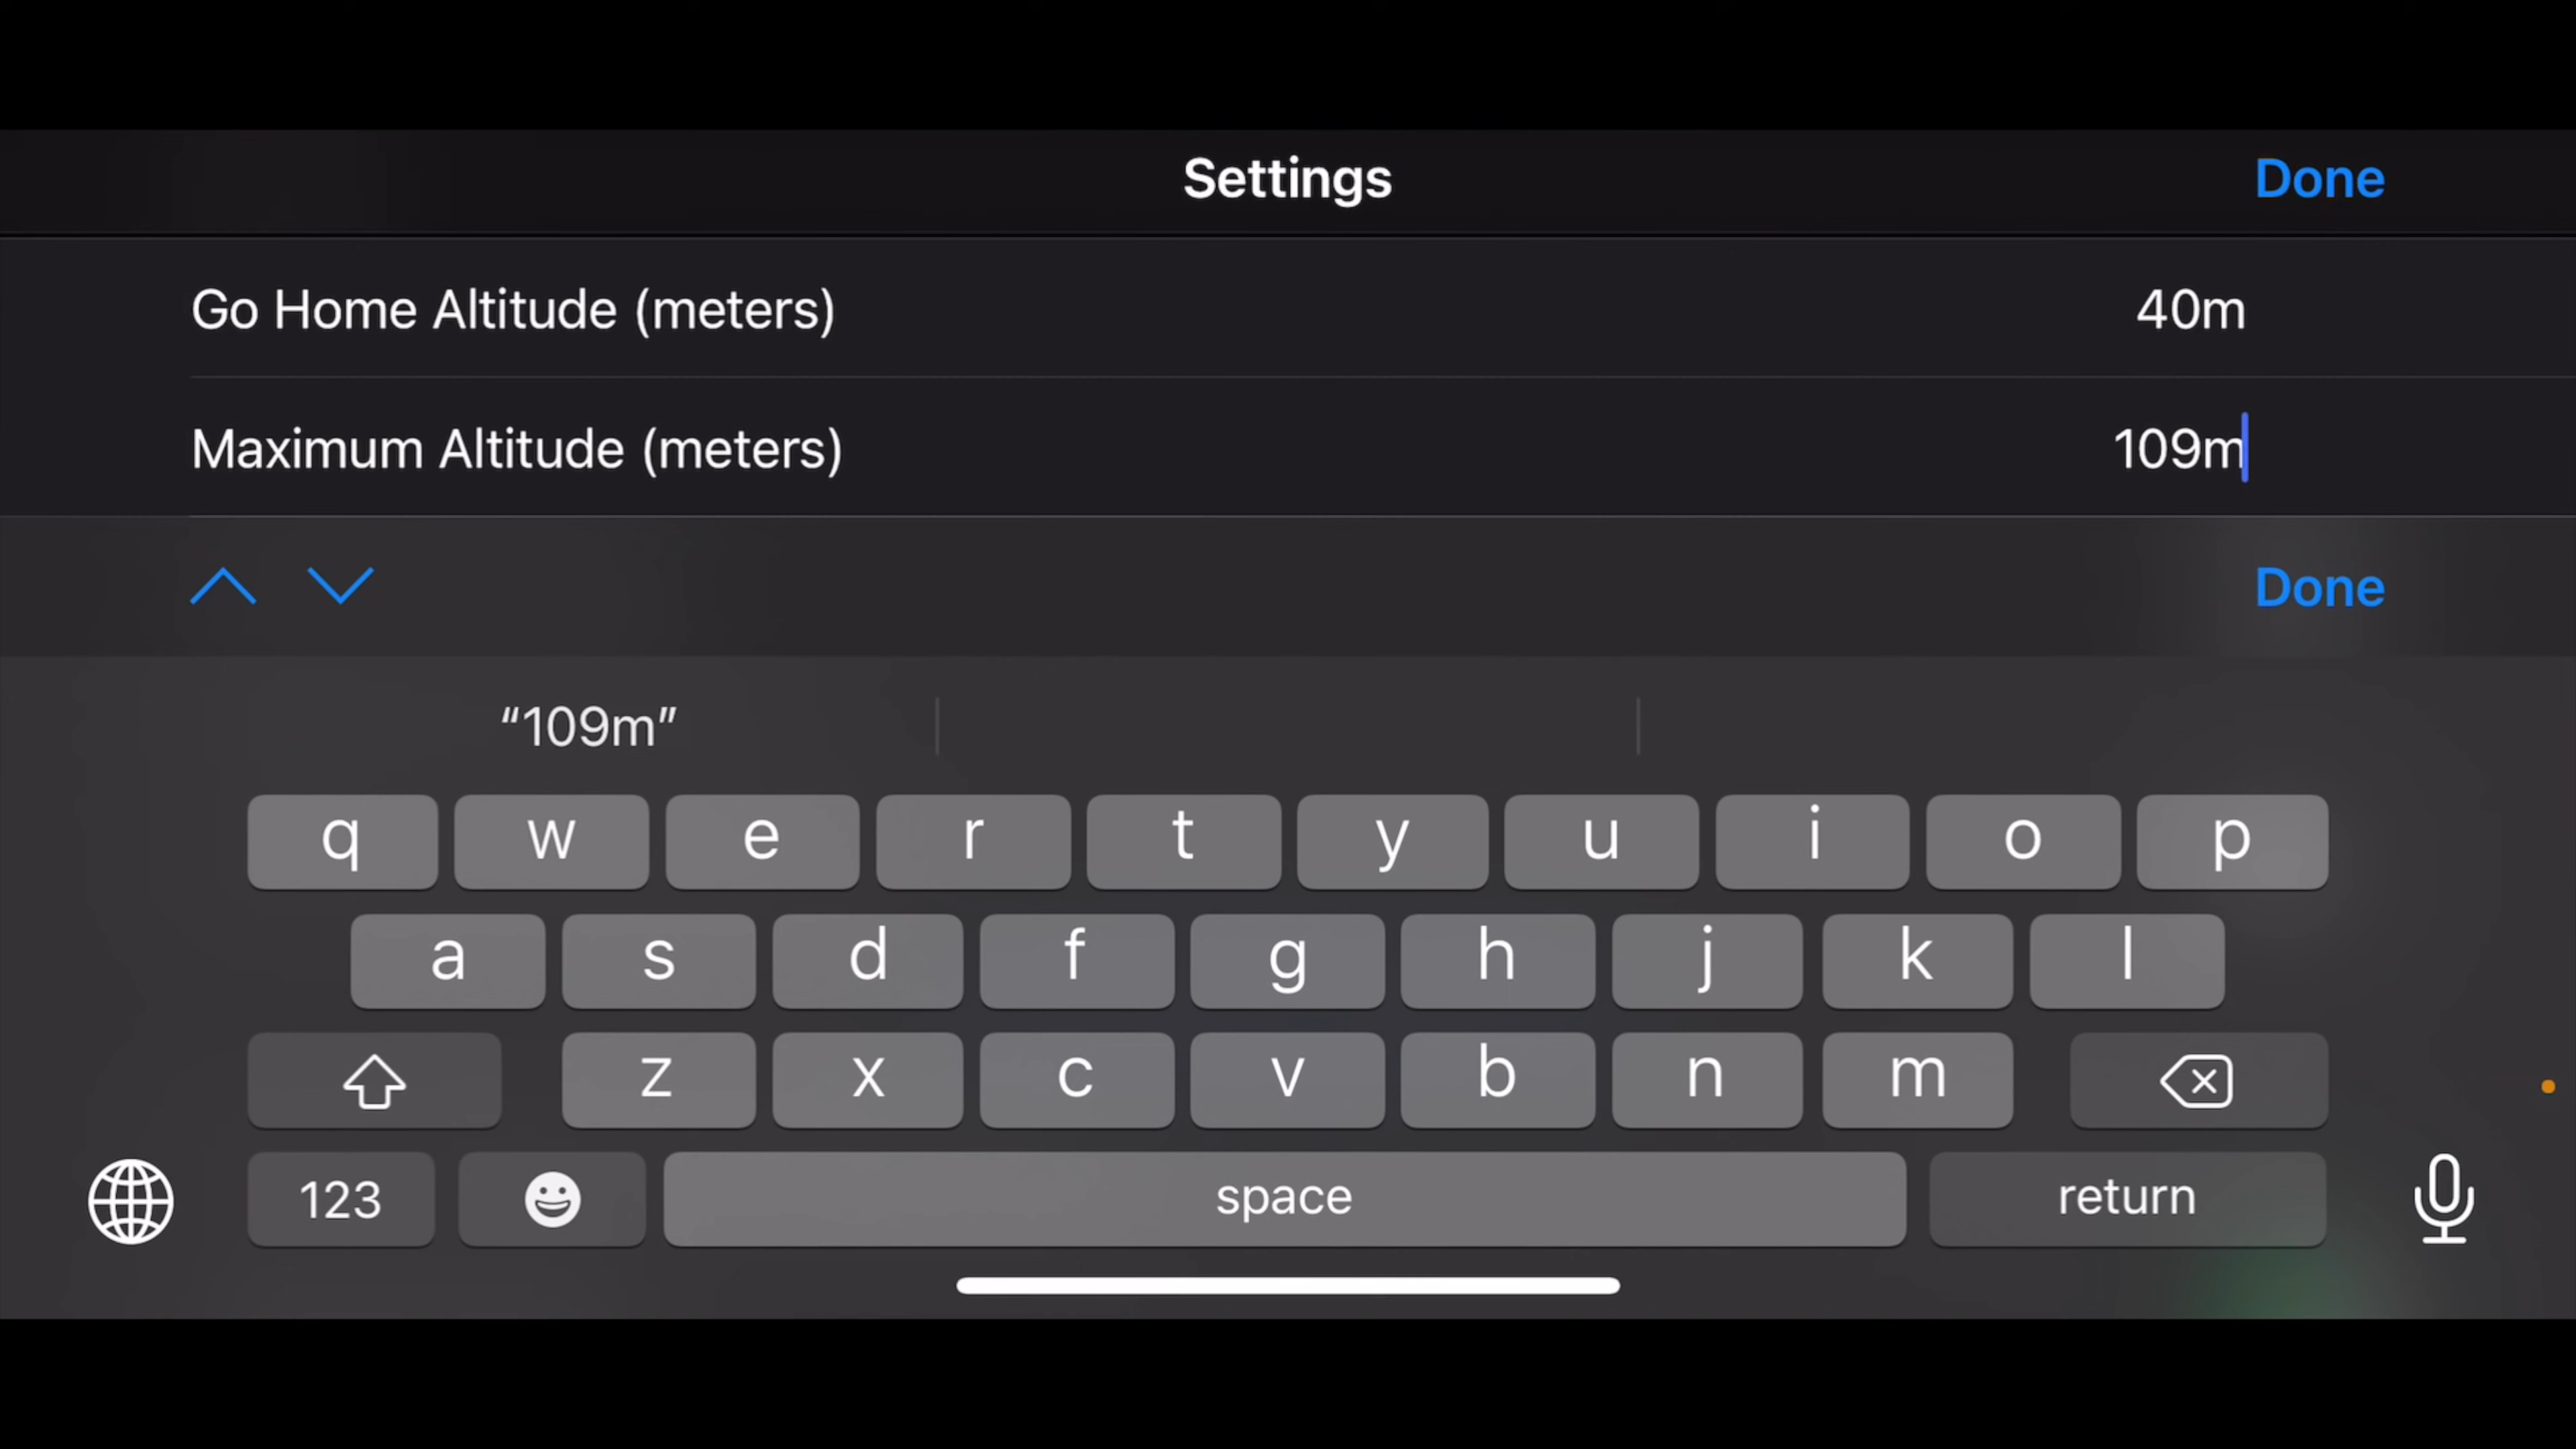 Settings Done
Go Home Altitude (meters) 40m
Maximum Altitude (meters) 109m
Done
“109m”
q w e r t y u i o p
a s d f g h j k l
z x c v b n m
123 space return